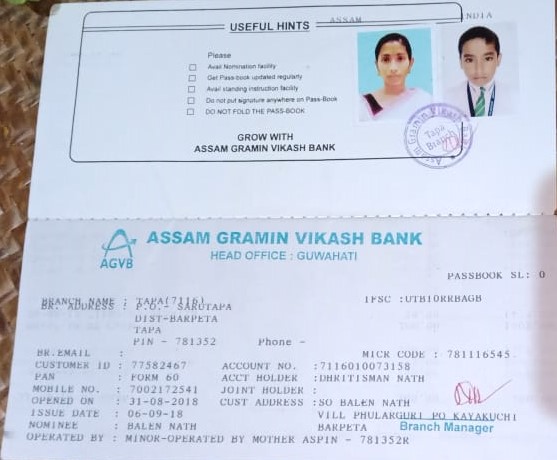 ASSAM INDIA
USEFUL HINTS
Please
Avail Nomination facility
Get Pass-book updated regularly
Avail standing instruction facility
Do not put signature anywhere on Pass-Book
DO NOT FOLD THE PASS-BOOK
GROW WITH
ASSAM GRAMIN VIKASH BANK
Assam Gramin Vikash Bank
Tapa
Branch
AGVB
ASSAM GRAMIN VIKASH BANK
HEAD OFFICE : GUWAHATI
PASSBOOK SL: 0
BRANCH NAME : TAPA(7116) IFSC :UTBI0RRBAGB
BR. ADDRESS : P.O.- SARUTAPA
DIST-BARPETA
TAPA
PIN - 781352 Phone -
BR.EMAIL : MICR CODE : 781116545
CUSTOMER ID : 77582467 ACCOUNT NO. :7116010073158
PAN : FORM 60 ACCT HOLDER :DHRITISMAN NATH
MOBILE NO. : 7002172541 JOINT HOLDER :
OPENED ON : 31-08-2018 CUST ADDRESS :SO BALEN NATH
ISSUE DATE : 06-09-18 VILL PHULARGURI PO KAYAKUCHI
NOMINEE : BALEN NATH BARPETA Branch Manager
OPERATED BY : MINOR-OPERATED BY MOTHER ASPIN - 781352R